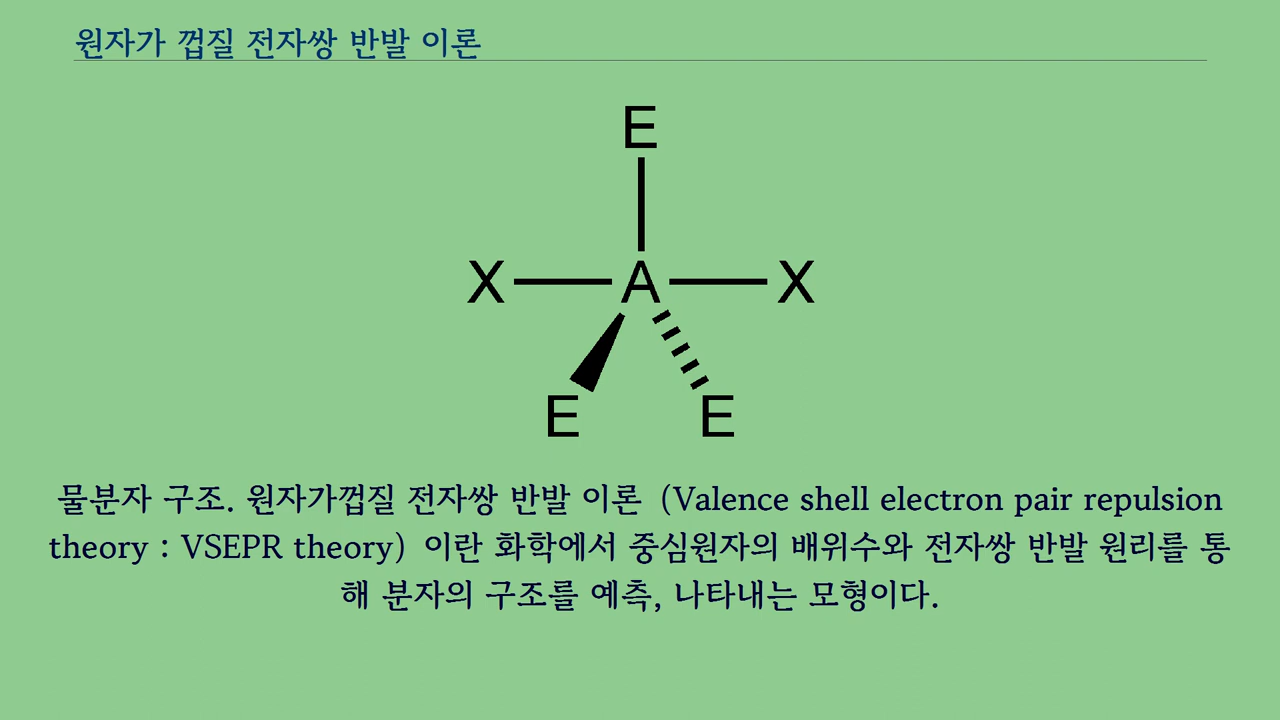 원자가 껍질 전자쌍 반발 이론
E
X A X
E E
물분자 구조. 원자가껍질 전자쌍 반발 이론 (Valence shell electron pair repulsion
theory : VSEPR theory) 이란 화학에서 중심원자의 배위수와 전자쌍 반발 원리를 통
해 분자의 구조를 예측, 나타내는 모형이다.